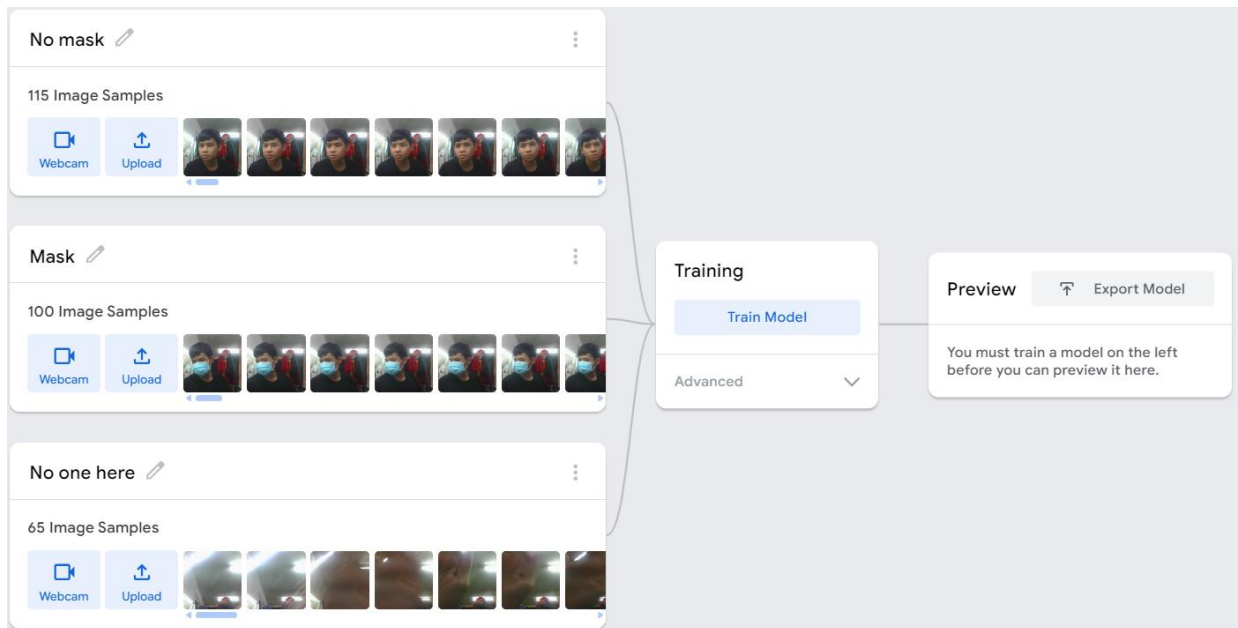 No mask
115 Image Samples
Webcam
Upload
Mask
100 Image Samples
Webcam
Upload
No one here
65 Image Samples
Webcam
Upload
Training
Train Model
Advanced
Preview
Export Model
You must train a model on the left
before you can preview it here.